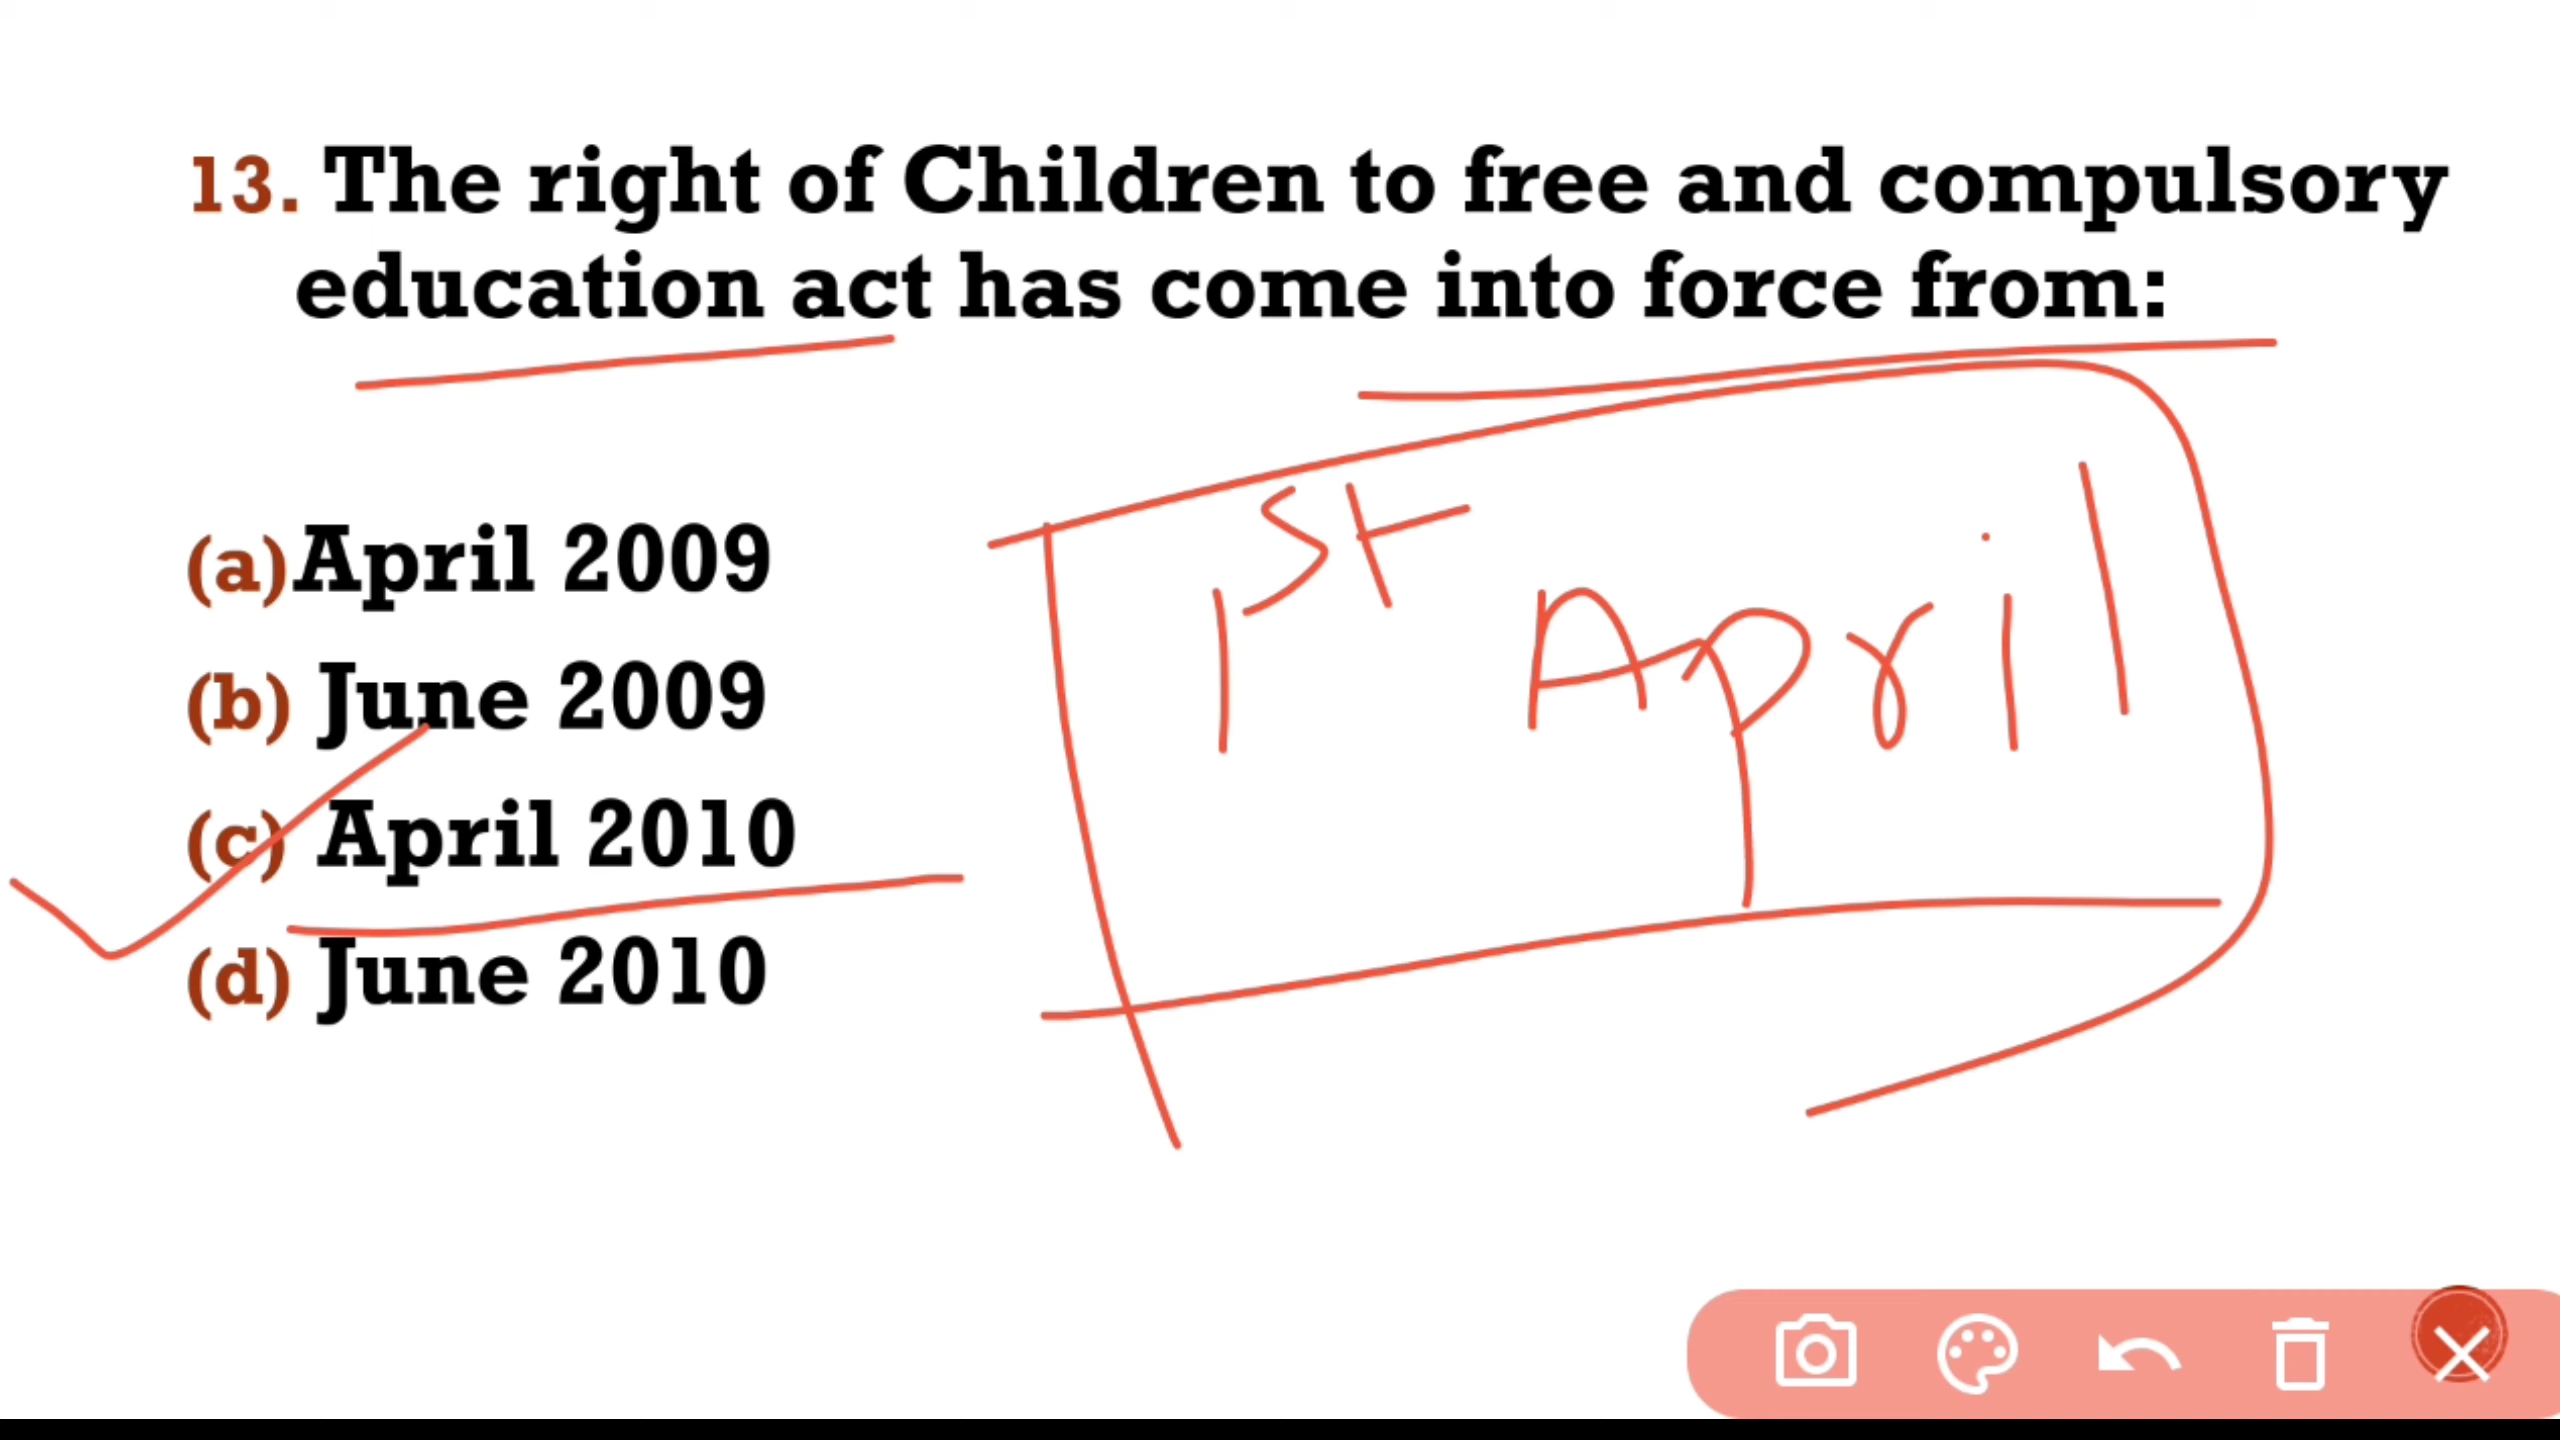 13. The right of Children to free and compulsory
education act has come into force from:
(a) April 2009
(b) June 2009
(c) April 2010
(d) June 2010
1st April